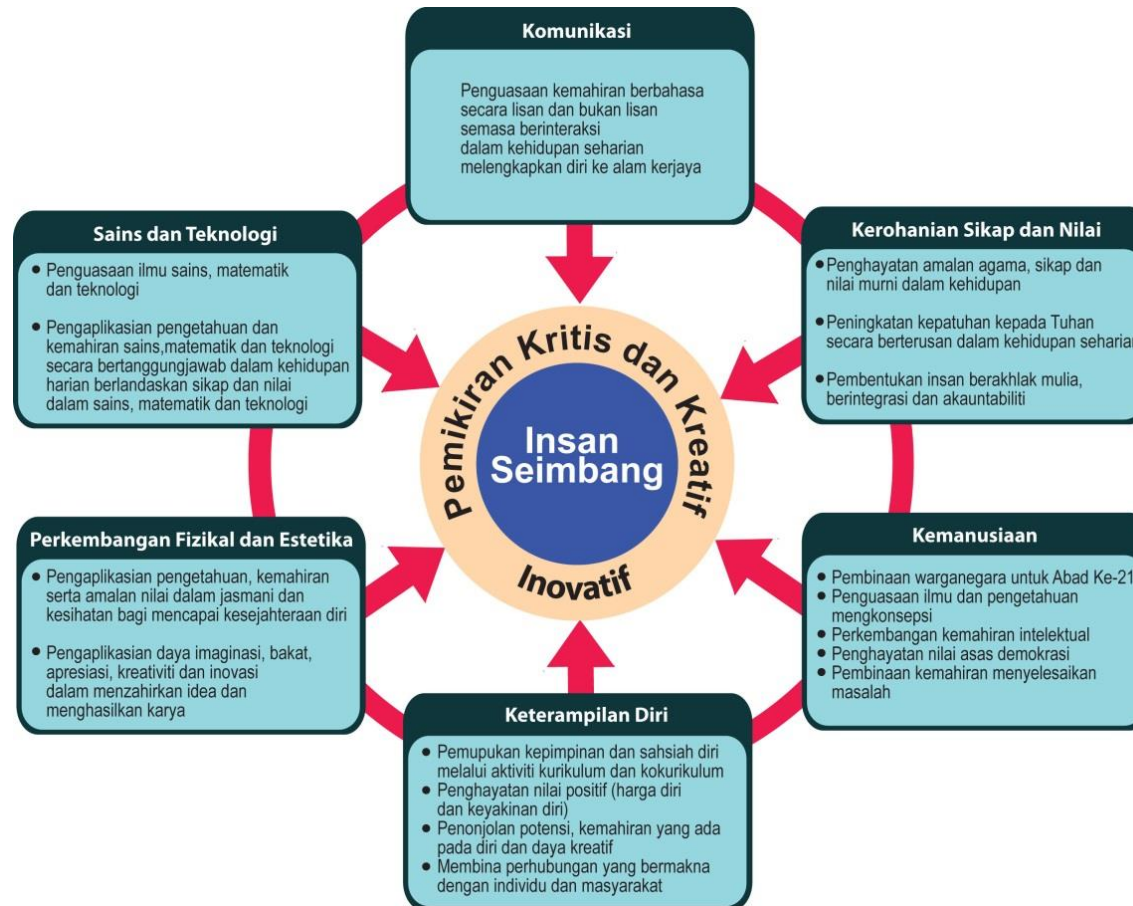 Komunikasi
Penguasaan kemahiran berbahasa
secara lisan dan bukan lisan
semasa berinteraksi
dalam kehidupan seharian
melengkapkan diri ke alam kerjaya
Sains dan Teknologi
• Penguasaan ilmu sains, matematik
dan teknologi
• Pengaplikasian pengetahuan dan
kemahiran sains,matematik dan teknologi
secara bertanggungjawab dalam kehidupan
harian berlandaskan sikap dan nilai
dalam sains, matematik dan teknologi
Kerohanian Sikap dan Nilai
• Penghayatan amalan agama, sikap dan
nilai murni dalam kehidupan
• Peningkatan kepatuhan kepada Tuhan
secara berterusan dalam kehidupan seharian
• Pembentukan insan berakhlak mulia,
berintegrasi dan akauntabiliti
Pemikiran Kritis dan Kreatif
Insan
Seimbang
Inovatif
Perkembangan Fizikal dan Estetika
• Pengaplikasian pengetahuan, kemahiran
serta amalan nilai dalam jasmani dan
kesihatan bagi mencapai kesejahteraan diri
• Pengaplikasian daya imaginasi, bakat,
apresiasi, kreativiti dan inovasi
dalam menzahirkan idea dan
menghasilkan karya
Kemanusiaan
• Pembinaan warganegara untuk Abad Ke-21
• Penguasaan ilmu dan pengetahuan
mengkonsepsi
• Perkembangan kemahiran intelektual
• Penghayatan nilai asas demokrasi
• Pembinaan kemahiran menyelesaikan
masalah
Keterampilan Diri
• Pemupukan kepimpinan dan sahsiah diri
melalui aktiviti kurikulum dan kokurikulum
• Penghayatan nilai positif (harga diri
dan keyakinan diri)
• Penonjolan potensi, kemahiran yang ada
pada diri dan daya kreatif
• Membina perhubungan yang bermakna
dengan individu dan masyarakat